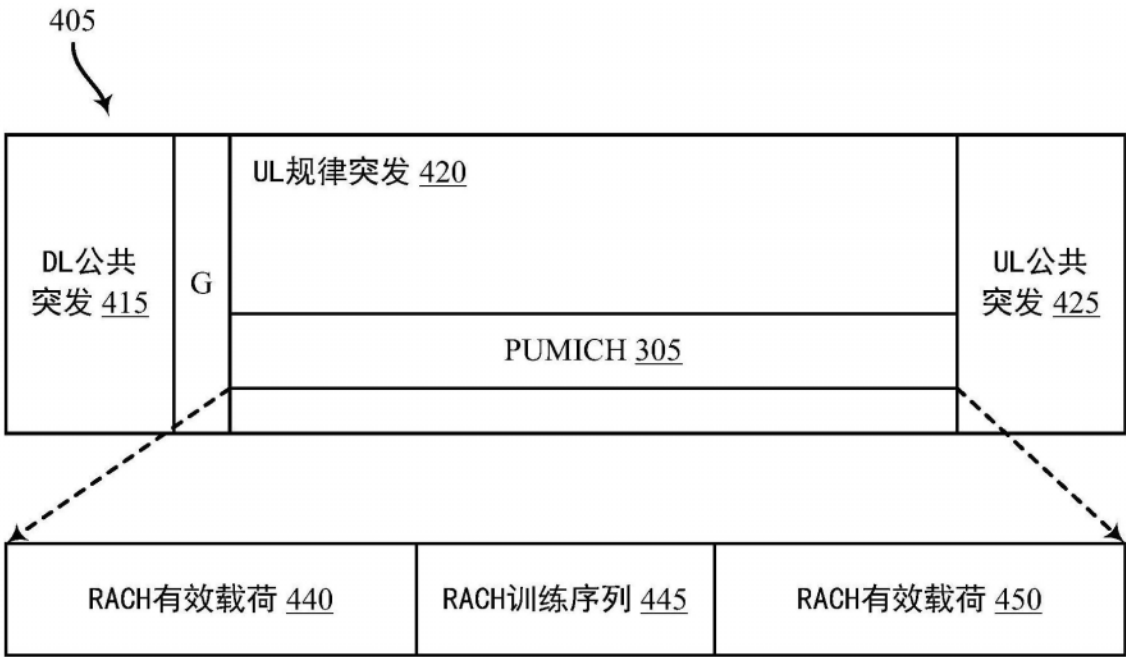 405
UL规律突发 420
DL公共
突发 415
G
UL公共
突发 425
PUMICH 305
RACH有效载荷 440
RACH训练序列 445
RACH有效载荷 450